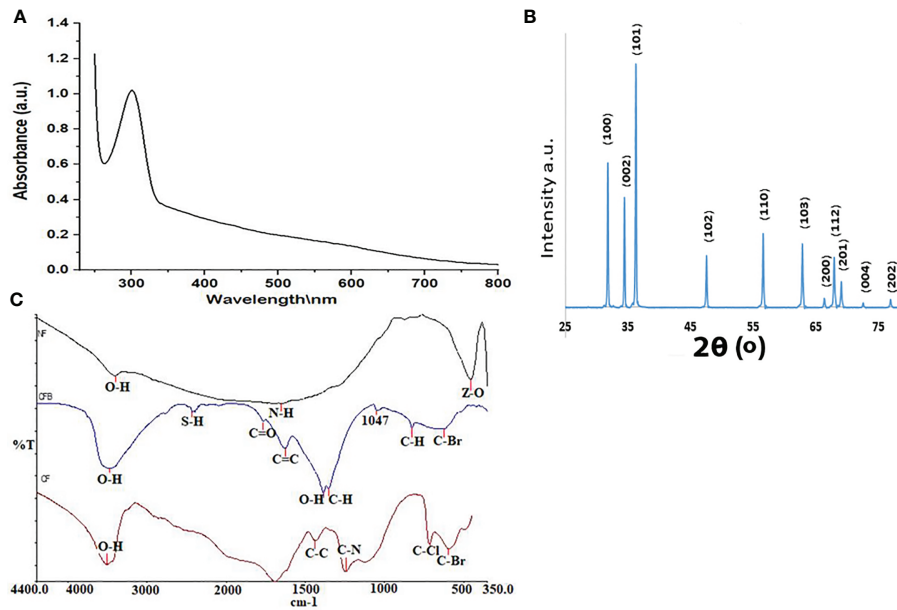 A
1.4
1.2
1.0
0.8
0.6
0.4
0.2
0.0
Absorbance (a.u.)
300
400
500
600
700
800
Wavelength\nm
B
Intensity a.u.
(100)
(002)
(101)
(102)
(110)
(103)
(200)
(112)
(201)
(004)
(202)
25
35
45
55
65
75
2θ (o)
C
NF
O-H
N-H
Z-O
CFB
%T
O-H
S-H
C=O
C=C
O-H
C-H
1047
C-H
C-Br
CF
O-H
C-C
C-N
C-Cl
C-Br
4400.0
3000
2000
1500
1000
500
350.0
cm-1